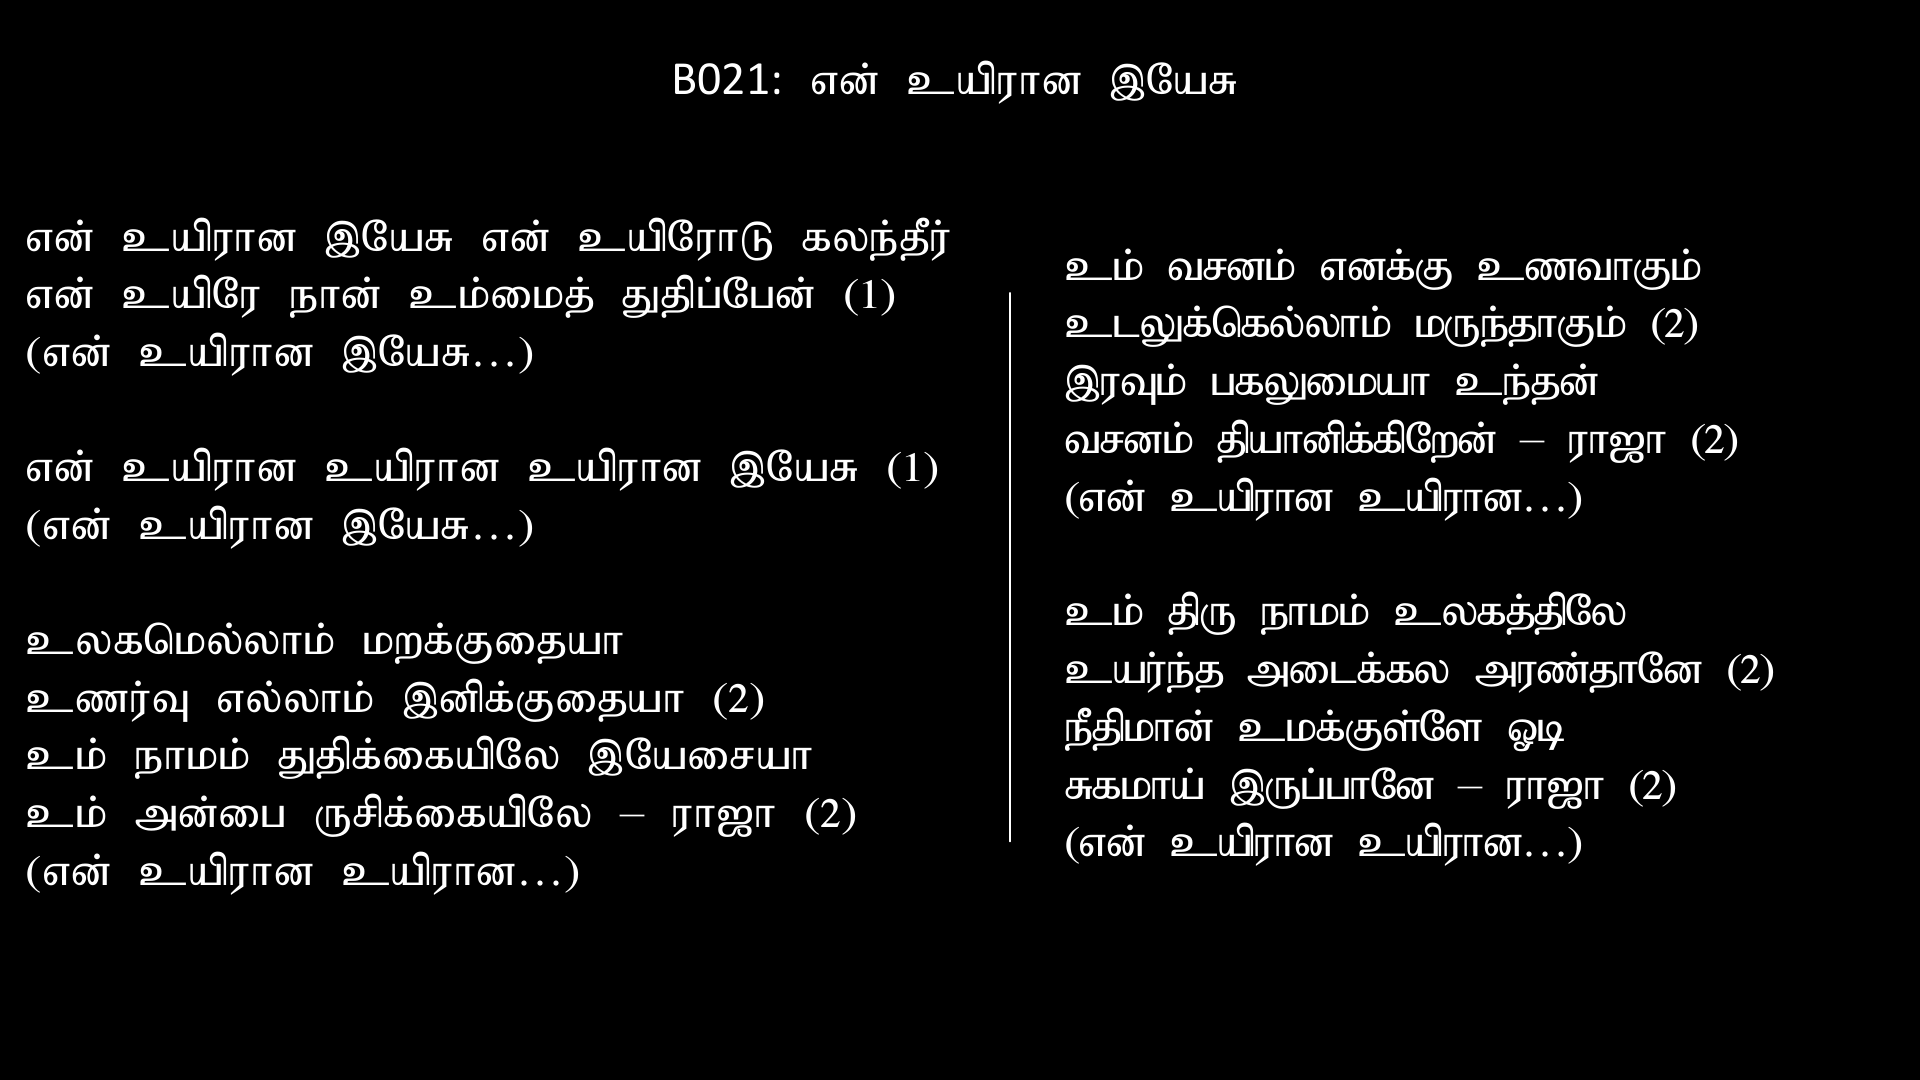 B021: என் உயிரான இயேசு
என் உயிரான இயேசு என் உயிரோடு கலந்தீர்
என் உயிரே நான் உம்மைத் துதிப்பேன் (1)
(என் உயிரான இயேசு...)
என் உயிரான உயிரான உயிரான இயேசு (1)
(என் உயிரான இயேசு...)
உலகமெல்லாம் மறக்குதையா
உணர்வு எல்லாம் இனிக்குதையா (2)
உம் நாமம் துதிக்கையிலே இயேசையா
உம் அன்பை ருசிக்கையிலே – ராஜா (2)
(என் உயிரான உயிரான...)
உம் வசனம் எனக்கு உணவாகும்
உடலுக்கெல்லாம் மருந்தாகும் (2)
இரவும் பகலுமையா உந்தன்
வசனம் தியானிக்கிறேன் – ராஜா (2)
(என் உயிரான உயிரான...)
உம் திரு நாமம் உலகத்திலே
உயர்ந்த அடைக்கல அரண்தானே (2)
நீதிமான் உமக்குள்ளே ஓடி
சுகமாய் இருப்பானே – ராஜா (2)
(என் உயிரான உயிரான...)